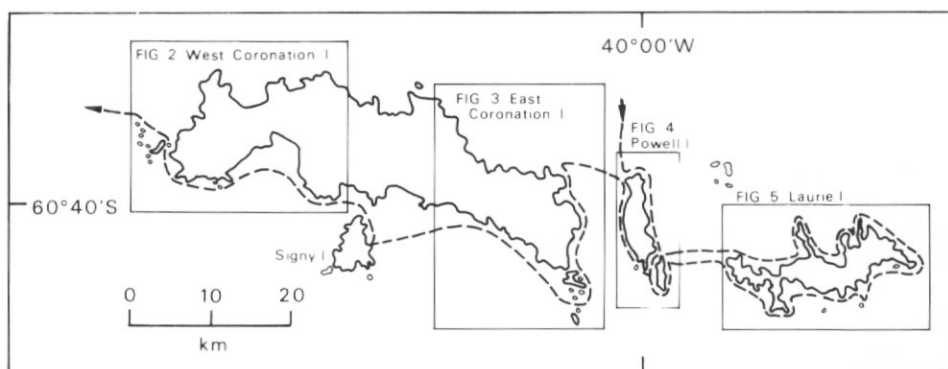 40°00'W
FIG 2 West Coronation I
FIG 3 East
Coronation I
FIG 4
Powell I
60°40'S
FIG 5 Laurie I
Signy I
0 10 20
km